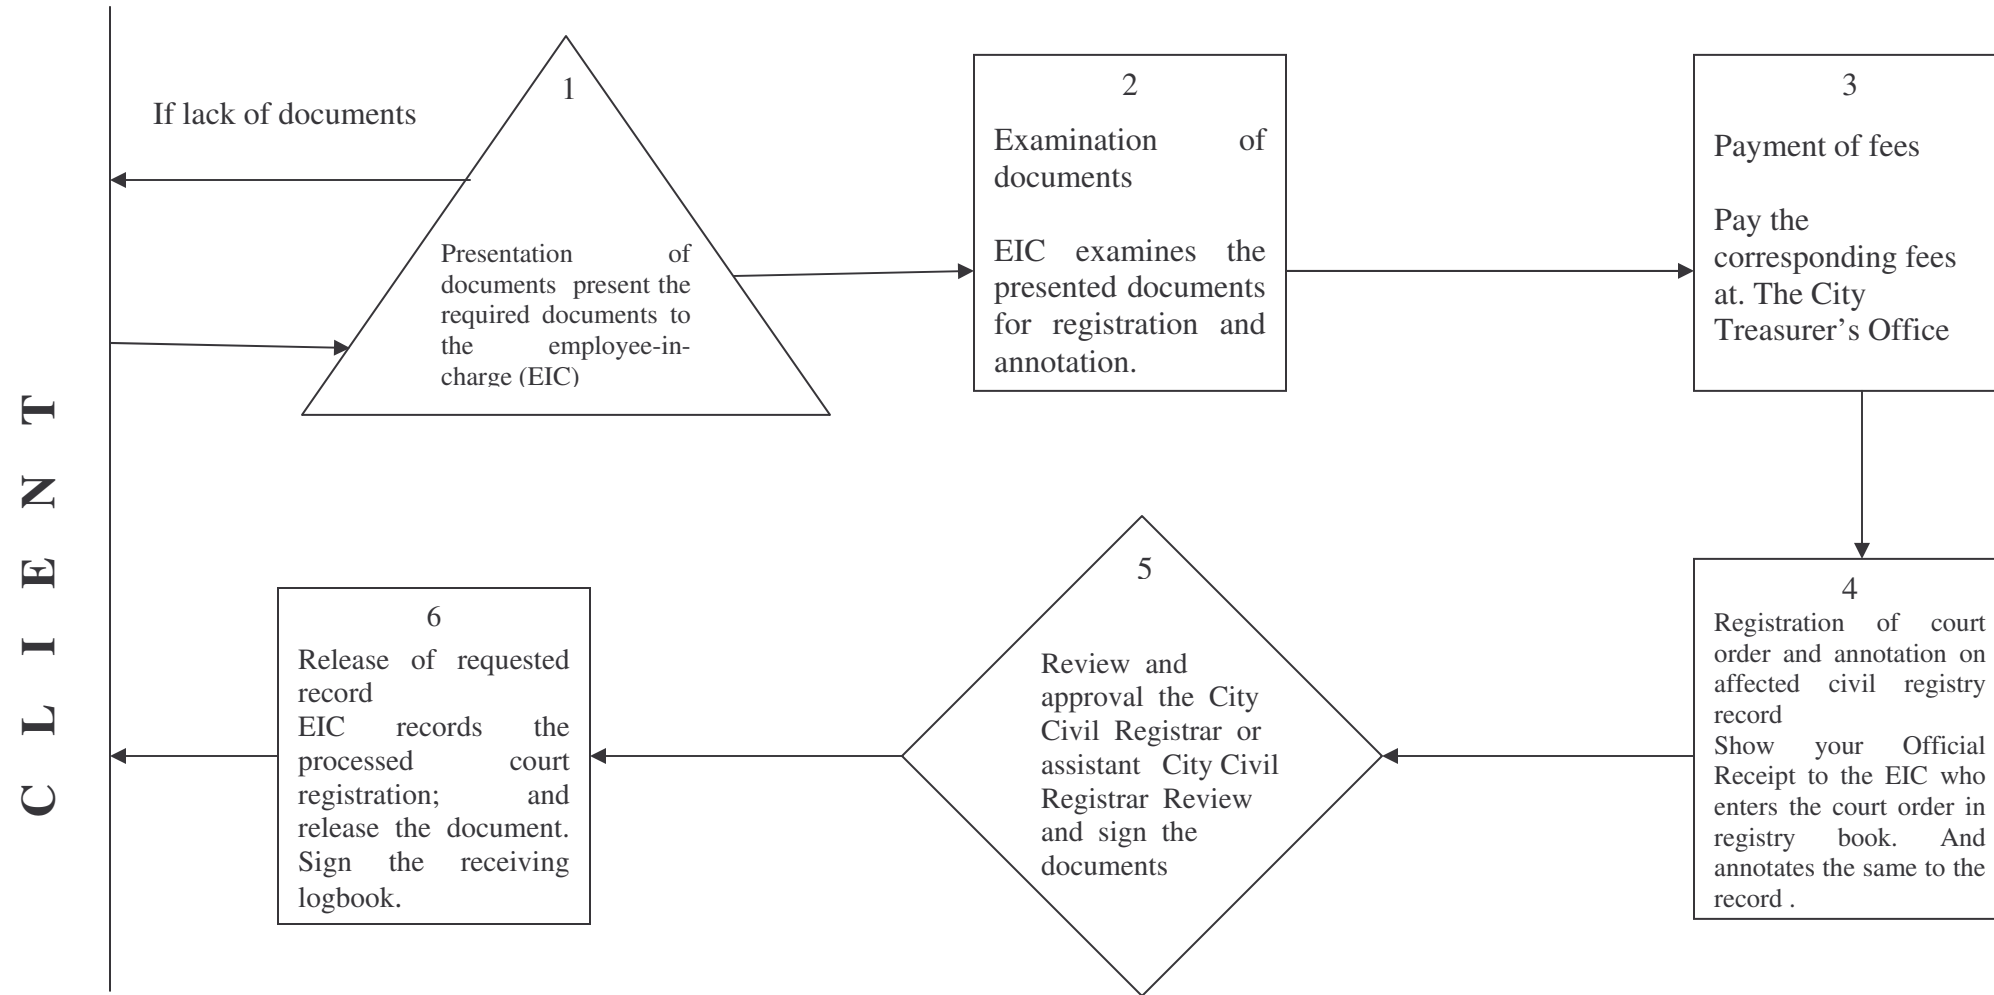 CLIENT
If lack of documents
1
Presentation of
documents present the
required documents to
the employee-in-
charge (EIC)
2
Examination of
documents
EIC examines the
presented documents
for registration and
annotation.
3
Payment of fees
Pay the
corresponding fees
at. The City
Treasurer’s Office
4
Registration of court
order and annotation on
affected civil registry
record
Show your Official
Receipt to the EIC who
enters the court order in
registry book. And
annotates the same to the
record .
5
Review and
approval the City
Civil Registrar or
assistant City Civil
Registrar Review
and sign the
documents
6
Release of requested
record
EIC records the
processed court
registration; and
release the document.
Sign the receiving
logbook.